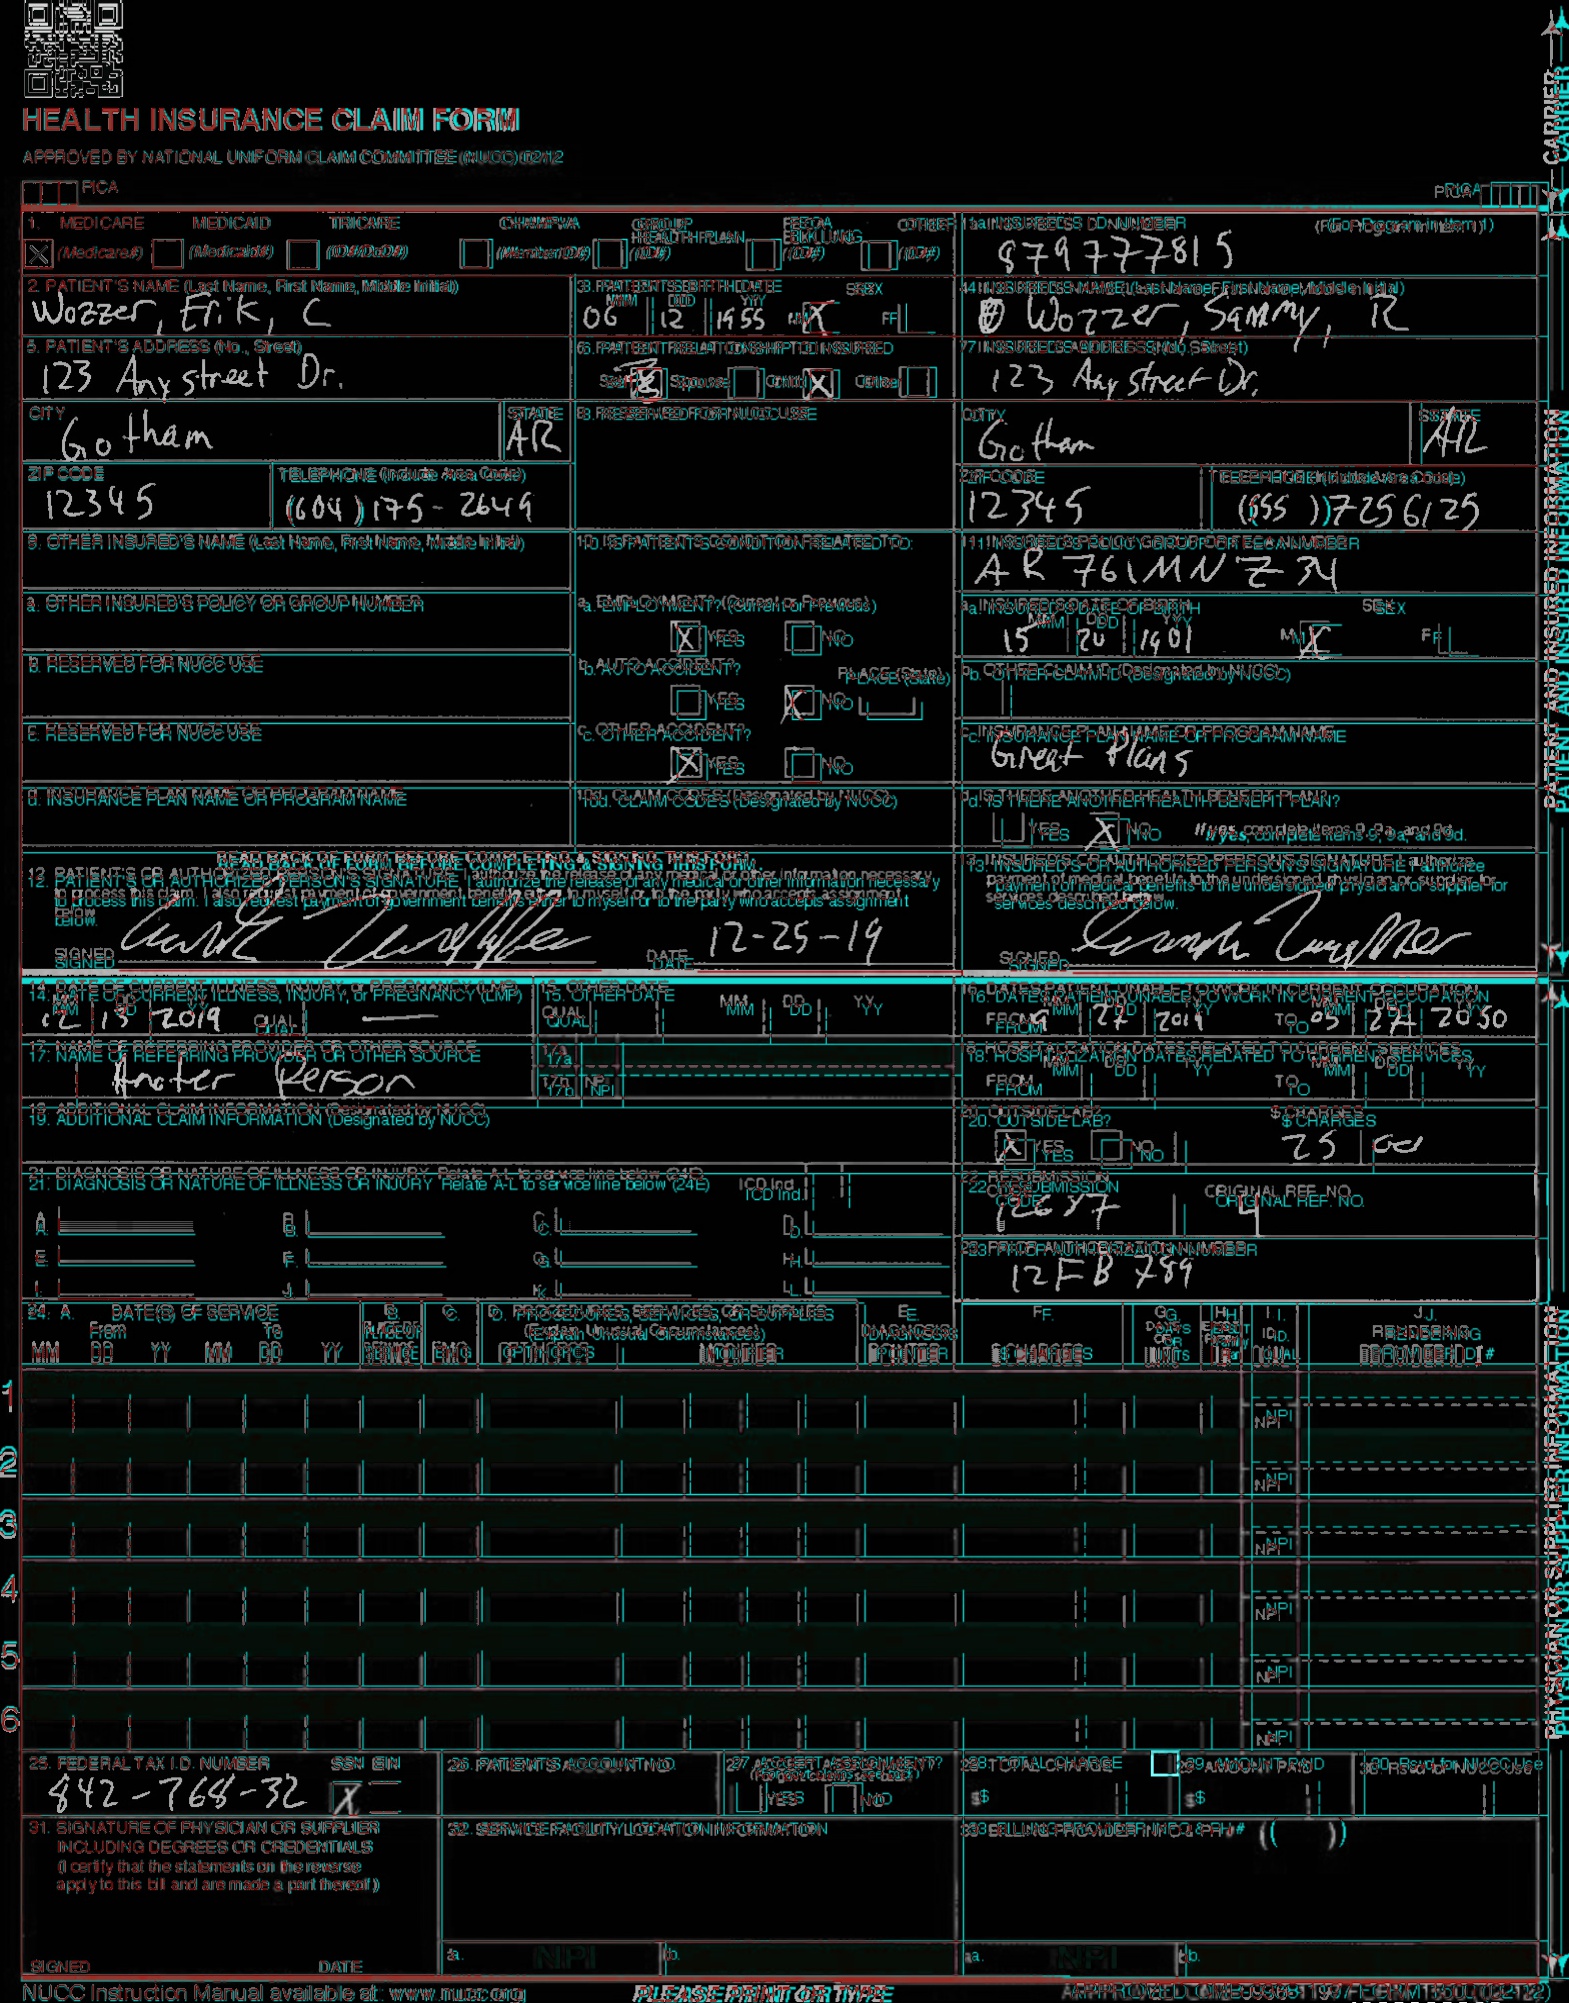 HEALTH INSURANCE CLAIM FORM
APPROVED BY NATIONAL UNIFORM CLAIM COMMITTEE (NUCC) 02/12
PICA PICA
CARRIER
1. MEDICARE MEDICAID TRICARE CHAMPVA GROUP HEALTH PLAN FECA BLK LUNG OTHER
X (Medicare#) (Medicaid#) (ID#/DoD#) (Member ID#) (ID#) (ID#) (ID#)
1a. INSURED'S I.D. NUMBER (For Program in Item 1)
879777815
2. PATIENT'S NAME (Last Name, First Name, Middle Initial)
Wozzer, Erik, C
3. PATIENT'S BIRTH DATE SEX
MM DD YY
06 12 1955 M X F
4. INSURED'S NAME (Last Name, First Name, Middle Initial)
Wozzer, Sammy, R
5. PATIENT'S ADDRESS (No., Street)
123 Any street Dr.
6. PATIENT RELATIONSHIP TO INSURED
Self Spouse Child X Other
7. INSURED'S ADDRESS (No., Street)
123 Any street Dr.
CITY STATE
Gotham AR
8. RESERVED FOR NUCC USE
CITY STATE
Gotham AR
ZIP CODE TELEPHONE (Include Area Code)
12345 (604) 175-2649
ZIP CODE TELEPHONE (Include Area Code)
12345 (555) 7256125
9. OTHER INSURED'S NAME (Last Name, First Name, Middle Initial)
10. IS PATIENT'S CONDITION RELATED TO:
11. INSURED'S POLICY GROUP OR FECA NUMBER
AR 761MNZ34
a. OTHER INSURED'S POLICY OR GROUP NUMBER
a. EMPLOYMENT? (Current or Previous)
X YES NO
a. INSURED'S DATE OF BIRTH SEX
MM DD YY
15 20 1901 M X F
b. RESERVED FOR NUCC USE
b. AUTO ACCIDENT? PLACE (State)
YES X NO
b. OTHER CLAIM ID (Designated by NUCC)
c. RESERVED FOR NUCC USE
c. OTHER ACCIDENT?
X YES NO
c. INSURANCE PLAN NAME OR PROGRAM NAME
Great Plans
d. INSURANCE PLAN NAME OR PROGRAM NAME
10d. CLAIM CODES (Designated by NUCC)
d. IS THERE ANOTHER HEALTH BENEFIT PLAN?
YES X NO If yes, complete items 9, 9a, and 9d.
PATIENT AND INSURED INFORMATION
READ BACK OF FORM BEFORE COMPLETING & SIGNING THIS FORM.
12. PATIENT'S OR AUTHORIZED PERSON'S SIGNATURE I authorize the release of any medical or other information necessary
to process this claim. I also request payment of government benefits either to myself or to the party who accepts assignment
below.
SIGNED DATE 12-25-19
13. INSURED'S OR AUTHORIZED PERSON'S SIGNATURE I authorize
payment of medical benefits to the undersigned physician or supplier for
services described below.
SIGNED
14. DATE OF CURRENT ILLNESS, INJURY, or PREGNANCY (LMP)
MM DD YY
12 15 2019 QUAL.
15. OTHER DATE
QUAL. MM DD YY
16. DATES PATIENT UNABLE TO WORK IN CURRENT OCCUPATION
MM DD YY MM DD YY
FROM 9 27 2019 TO 05 27 2030
17. NAME OF REFERRING PROVIDER OR OTHER SOURCE
Anoter Person
17a.
17b. NPI
18. HOSPITALIZATION DATES RELATED TO CURRENT SERVICES
MM DD YY MM DD YY
FROM TO
19. ADDITIONAL CLAIM INFORMATION (Designated by NUCC)
20. OUTSIDE LAB? $ CHARGES
X YES NO 25 00
21. DIAGNOSIS OR NATURE OF ILLNESS OR INJURY Relate A-L to service line below (24E) ICD Ind.
A. B. C. D.
E. F. G. H.
I. J. K. L.
22. RESUBMISSION CODE ORIGINAL REF. NO.
12687 4
23. PRIOR AUTHORIZATION NUMBER
12FB789
24. A. DATE(S) OF SERVICE B. C. D. PROCEDURES, SERVICES, OR SUPPLIES E. F. G. H. I. J.
From To PLACE OF SERVICE EMG (Explain Unusual Circumstances) DIAGNOSIS POINTER $ CHARGES DAYS OR UNITS ID. QUAL. RENDERING PROVIDER ID. #
MM DD YY MM DD YY CPT/HCPCS MODIFIER
1 NPI
2 NPI
3 NPI
4 NPI
5 NPI
6 NPI
PHYSICIAN OR SUPPLIER INFORMATION
25. FEDERAL TAX I.D. NUMBER SSN EIN
842-768-32 X
26. PATIENT'S ACCOUNT NO.
27. ACCEPT ASSIGNMENT?
(For govt. claims, see back)
YES NO
28. TOTAL CHARGE
$
29. AMOUNT PAID
$
30. Rsvd for NUCC Use
31. SIGNATURE OF PHYSICIAN OR SUPPLIER
INCLUDING DEGREES OR CREDENTIALS
(I certify that the statements on the reverse
apply to this bill and are made a part thereof.)
SIGNED DATE
32. SERVICE FACILITY LOCATION INFORMATION
a. NPI b.
33. BILLING PROVIDER INFO & PH # ( )
a. NPI b.
NUCC Instruction Manual available at: www.nucc.org
PLEASE PRINT OR TYPE